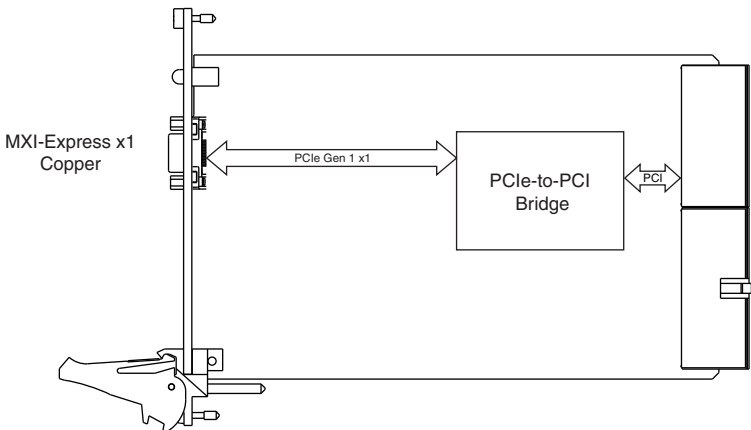 MXI-Express x1
Copper
PCIe Gen 1 x1
PCIe-to-PCI
Bridge
PCI